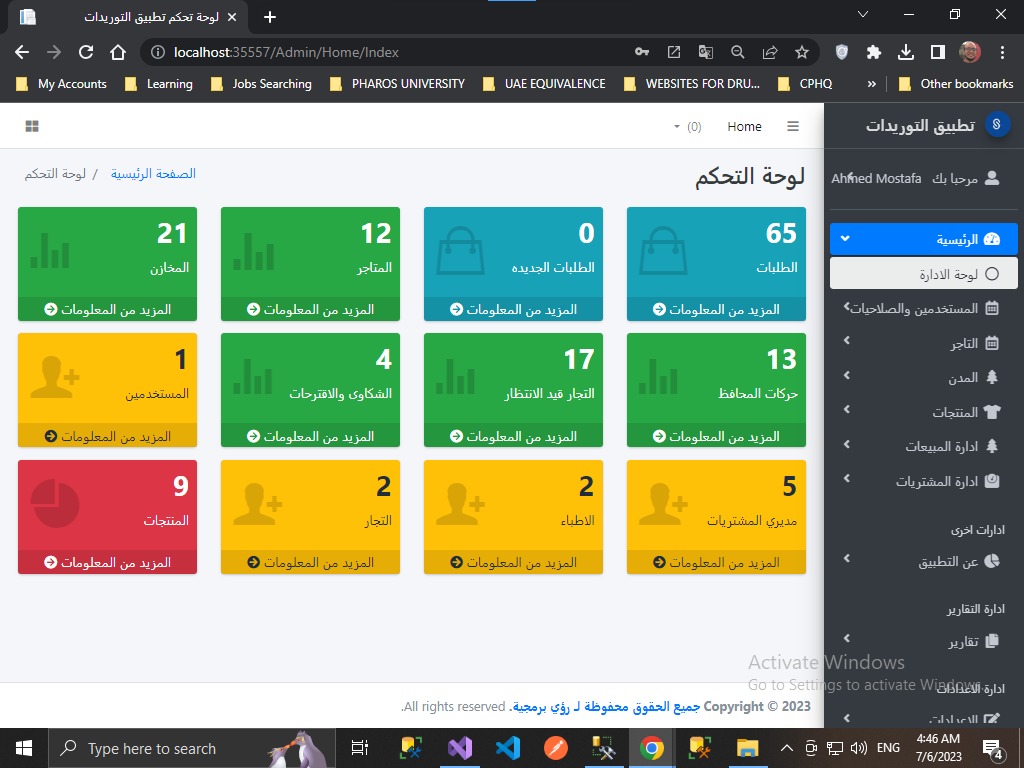 لوحة تحكم تطبيق التوريدات
localhost:35557/Admin/Home/Index
My Accounts
Learning
Jobs Searching
PHAROS UNIVERSITY
UAE EQUIVALENCE
WEBSITES FOR DRU...
CPHQ
»
Other bookmarks
تطبيق التوريدات
Home
(0)
مرحبا بك Ahmed Mostafa
لوحة التحكم
الصفحة الرئيسية / لوحة التحكم
الرئيسية
لوحة الادارة
المستخدمين والصلاحيات
التاجر
المدن
المنتجات
ادارة المبيعات
ادارة المشتريات
ادارات اخرى
عن التطبيق
ادارة التقارير
تقارير
ادارة الاعدادات
الاعدادات
65
الطلبات
المزيد من المعلومات
0
الطلبات الجديده
المزيد من المعلومات
12
المتاجر
المزيد من المعلومات
21
المخازن
المزيد من المعلومات
13
حركات المحافظ
المزيد من المعلومات
17
التجار قيد الانتظار
المزيد من المعلومات
4
الشكاوى والاقترحات
المزيد من المعلومات
1
المستخدمين
المزيد من المعلومات
5
مديري المشتريات
المزيد من المعلومات
2
الاطباء
المزيد من المعلومات
2
التجار
المزيد من المعلومات
9
المنتجات
المزيد من المعلومات
Activate Windows
Go to Settings to activate Windows.
Copyright © 2023 جميع الحقوق محفوظة لـ رؤي برمجية. All rights reserved.
Type here to search
ENG
4:46 AM
7/6/2023
4